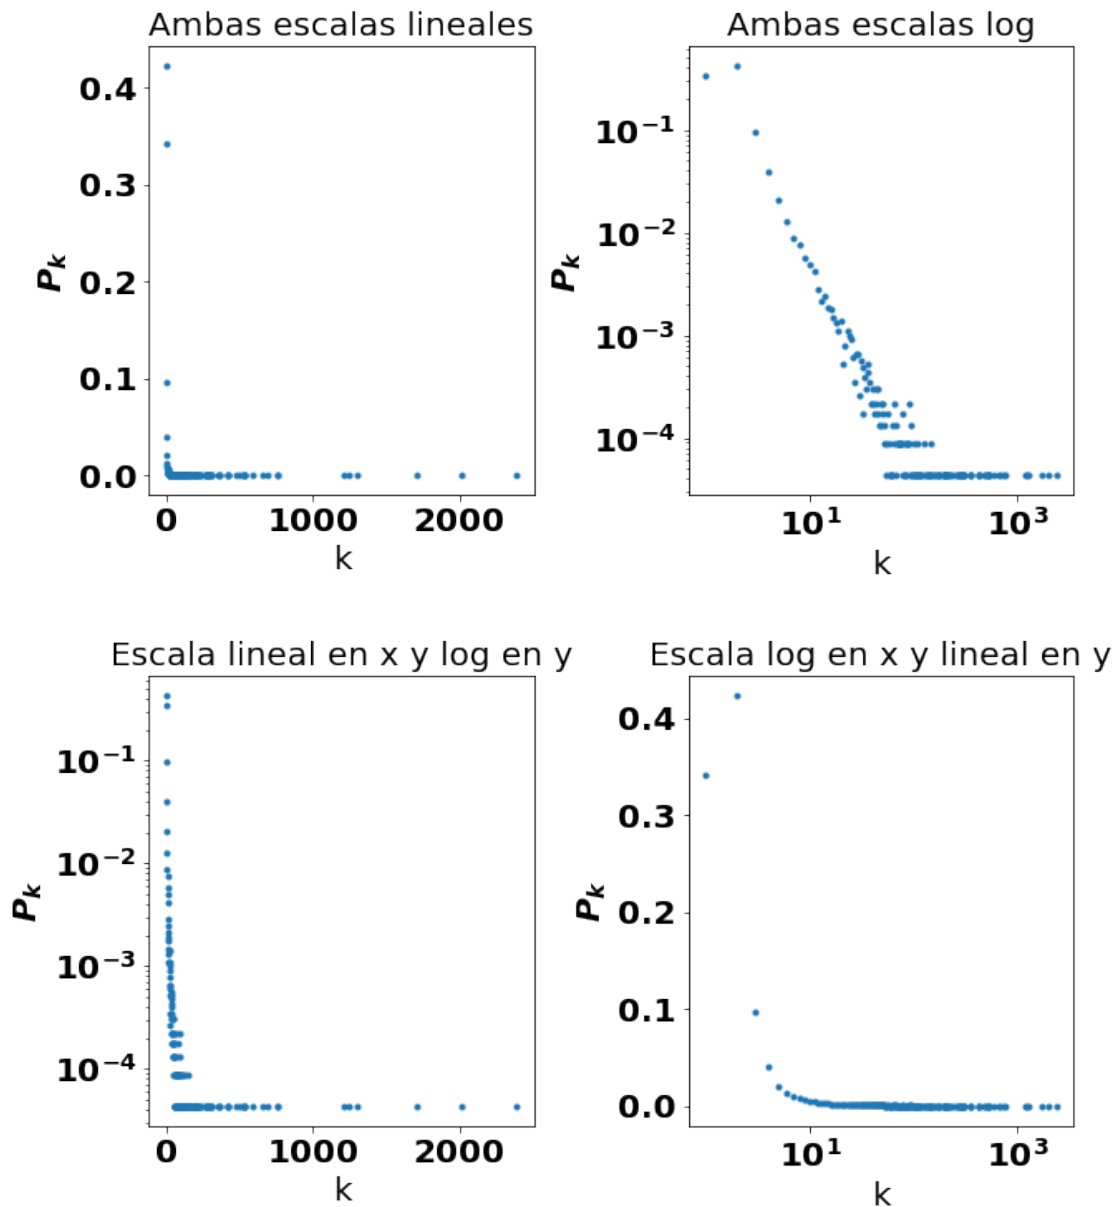 Ambas escalas lineales
0.4
0.3
0.2
0.1
0.0
P_k
0 1000 2000
k
Ambas escalas log
10^-1
10^-2
10^-3
10^-4
P_k
10^1 10^3
k
Escala lineal en x y log en y
10^-1
10^-2
10^-3
10^-4
P_k
0 1000 2000
k
Escala log en x y lineal en y
0.4
0.3
0.2
0.1
0.0
P_k
10^1 10^3
k